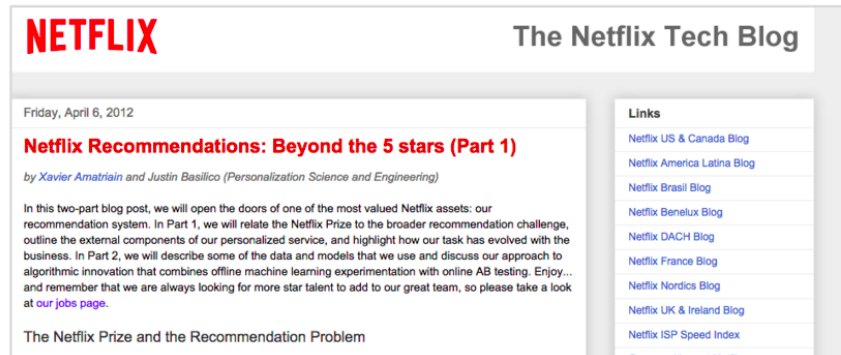 NETFLIX
The Netflix Tech Blog
Friday, April 6, 2012
Netflix Recommendations: Beyond the 5 stars (Part 1)
by Xavier Amatriain and Justin Basilico (Personalization Science and Engineering)
In this two-part blog post, we will open the doors of one of the most valued Netflix assets: our
recommendation system. In Part 1, we will relate the Netflix Prize to the broader recommendation challenge,
outline the external components of our personalized service, and highlight how our task has evolved with the
business. In Part 2, we will describe some of the data and models that we use and discuss our approach to
algorithmic innovation that combines offline machine learning experimentation with online AB testing. Enjoy...
and remember that we are always looking for more star talent to add to our great team, so please take a look
at our jobs page.
The Netflix Prize and the Recommendation Problem
Links
Netflix US & Canada Blog
Netflix America Latina Blog
Netflix Brasil Blog
Netflix Benelux Blog
Netflix DACH Blog
Netflix France Blog
Netflix Nordics Blog
Netflix UK & Ireland Blog
Netflix ISP Speed Index